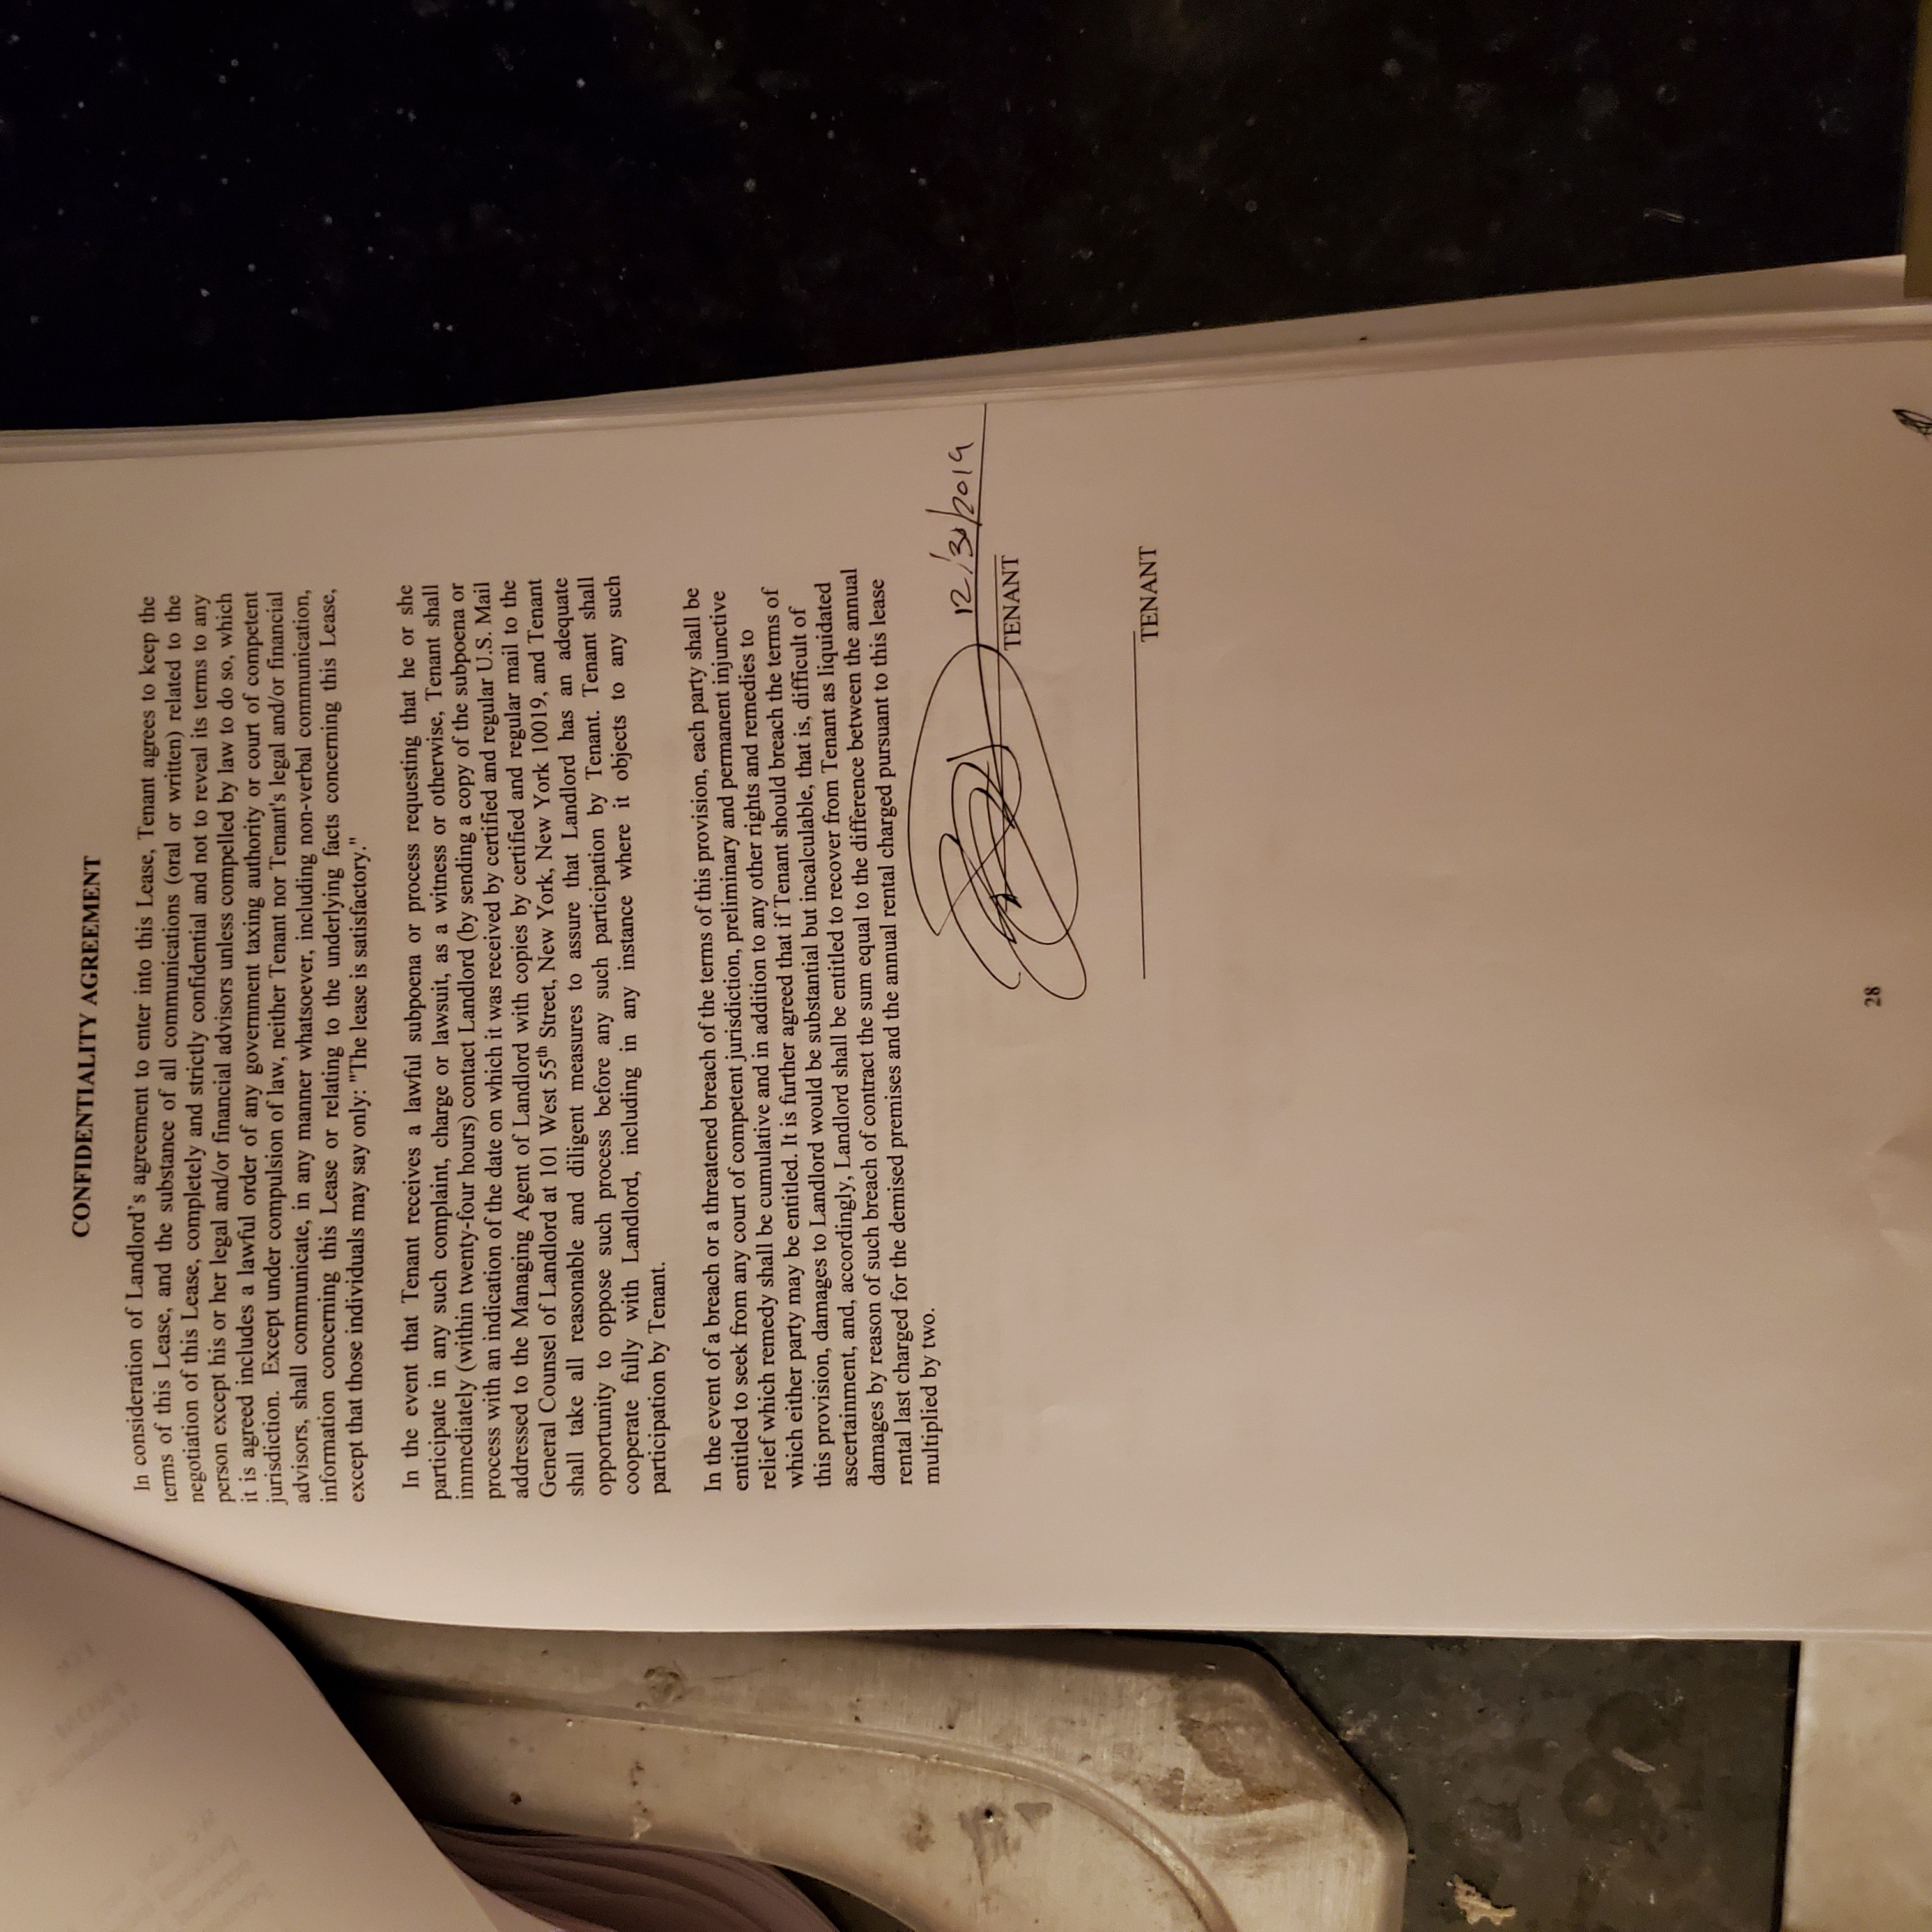 CONFIDENTIALITY AGREEMENT
In consideration of Landlord's agreement to enter into this Lease, Tenant agrees to keep the
terms of this Lease, and the substance of all communications (oral or written) related to the
negotiation of this Lease, completely and strictly confidential and not to reveal its terms to any
person except his or her legal and/or financial advisors unless compelled by law to do so, which
it is agreed includes a lawful order of any government taxing authority or court of competent
jurisdiction. Except under compulsion of law, neither Tenant nor Tenant's legal and/or financial
advisors, shall communicate, in any manner whatsoever, including non-verbal communication,
information concerning this Lease or relating to the underlying facts concerning this Lease,
except that those individuals may say only: "The lease is satisfactory."
In the event that Tenant receives a lawful subpoena or process requesting that he or she
participate in any such complaint, charge or lawsuit, as a witness or otherwise, Tenant shall
immediately (within twenty-four hours) contact Landlord (by sending a copy of the subpoena or
process with an indication of the date on which it was received by certified and regular U.S. Mail
addressed to the Managing Agent of Landlord with copies by certified and regular mail to the
General Counsel of Landlord at 101 West 55th Street, New York, New York 10019, and Tenant
shall take all reasonable and diligent measures to assure that Landlord has an adequate
opportunity to oppose such process before any such participation by Tenant. Tenant shall
cooperate fully with Landlord, including in any instance where it objects to any such
participation by Tenant.
In the event of a breach or a threatened breach of the terms of this provision, each party shall be
entitled to seek from any court of competent jurisdiction, preliminary and permanent injunctive
relief which remedy shall be cumulative and in addition to any other rights and remedies to
which either party may be entitled. It is further agreed that if Tenant should breach the terms of
this provision, damages to Landlord would be substantial but incalculable, that is, difficult of
ascertainment, and, accordingly, Landlord shall be entitled to recover from Tenant as liquidated
damages by reason of such breach of contract the sum equal to the difference between the annual
rental last charged for the demised premises and the annual rental charged pursuant to this lease
multiplied by two.
12/30/2019
TENANT
TENANT
28